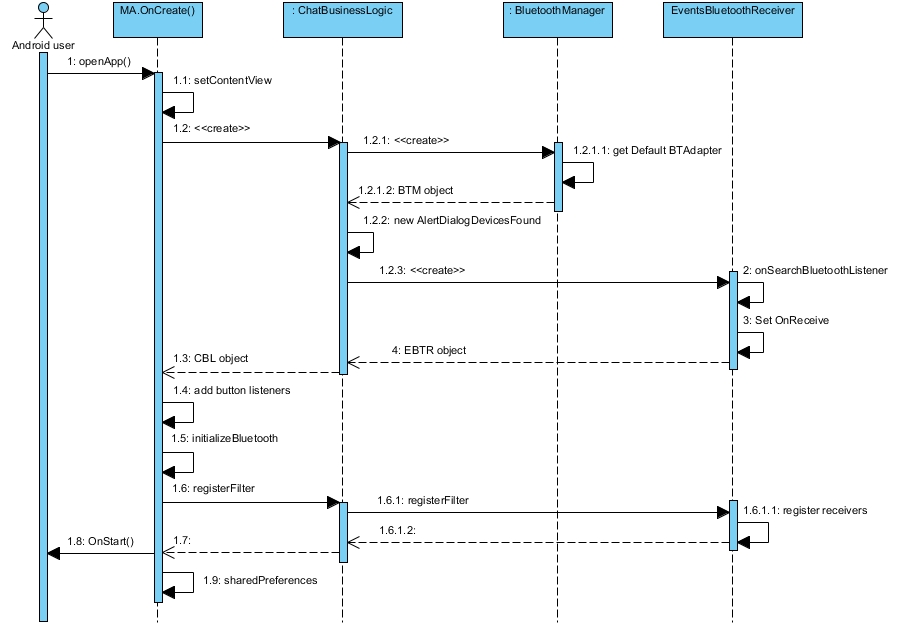 MA.OnCreate()
: ChatBusinessLogic
: BluetoothManager
EventsBluetoothReceiver
Android user
1: openApp()
1.1: setContentView
1.2: <<create>>
1.2.1: <<create>>
1.2.1.1: get Default BTAdapter
1.2.1.2: BTM object
1.2.2: new AlertDialogDevicesFound
1.2.3: <<create>>
2: onSearchBluetoothListener
3: Set OnReceive
4: EBTR object
1.3: CBL object
1.4: add button listeners
1.5: initializeBluetooth
1.6: registerFilter
1.6.1: registerFilter
1.6.1.1: register receivers
1.6.1.2:
1.7:
1.8: OnStart()
1.9: sharedPreferences